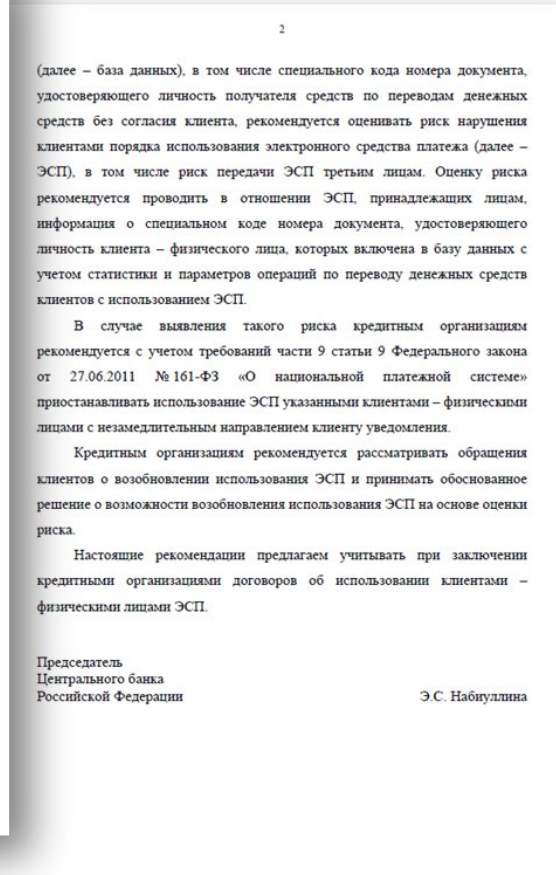 2
(далее – база данных), в том числе специального кода номера документа,
удостоверяющего личность получателя средств по переводам денежных
средств без согласия клиента, рекомендуется оценивать риск нарушения
клиентами порядка использования электронного средства платежа (далее –
ЭСП), в том числе риск передачи ЭСП третьим лицам. Оценку риска
рекомендуется проводить в отношении ЭСП, принадлежащих лицам,
информация о специальном коде номера документа, удостоверяющего
личность клиента – физического лица, которых включена в базу данных с
учетом статистики и параметров операций по переводу денежных средств
клиентов с использованием ЭСП.
В случае выявления такого риска кредитным организациям
рекомендуется с учетом требований части 9 статьи 9 Федерального закона
от 27.06.2011 № 161-ФЗ «О национальной платежной системе»
приостанавливать использование ЭСП указанными клиентами – физическими
лицами с незамедлительным направлением клиенту уведомления.
Кредитным организациям рекомендуется рассматривать обращения
клиентов о возобновлении использования ЭСП и принимать обоснованное
решение о возможности возобновления использования ЭСП на основе оценки
риска.
Настоящие рекомендации предлагаем учитывать при заключении
кредитными организациями договоров об использовании клиентами –
физическими лицами ЭСП.
Председатель
Центрального банка
Российской Федерации Э.С. Набиуллина